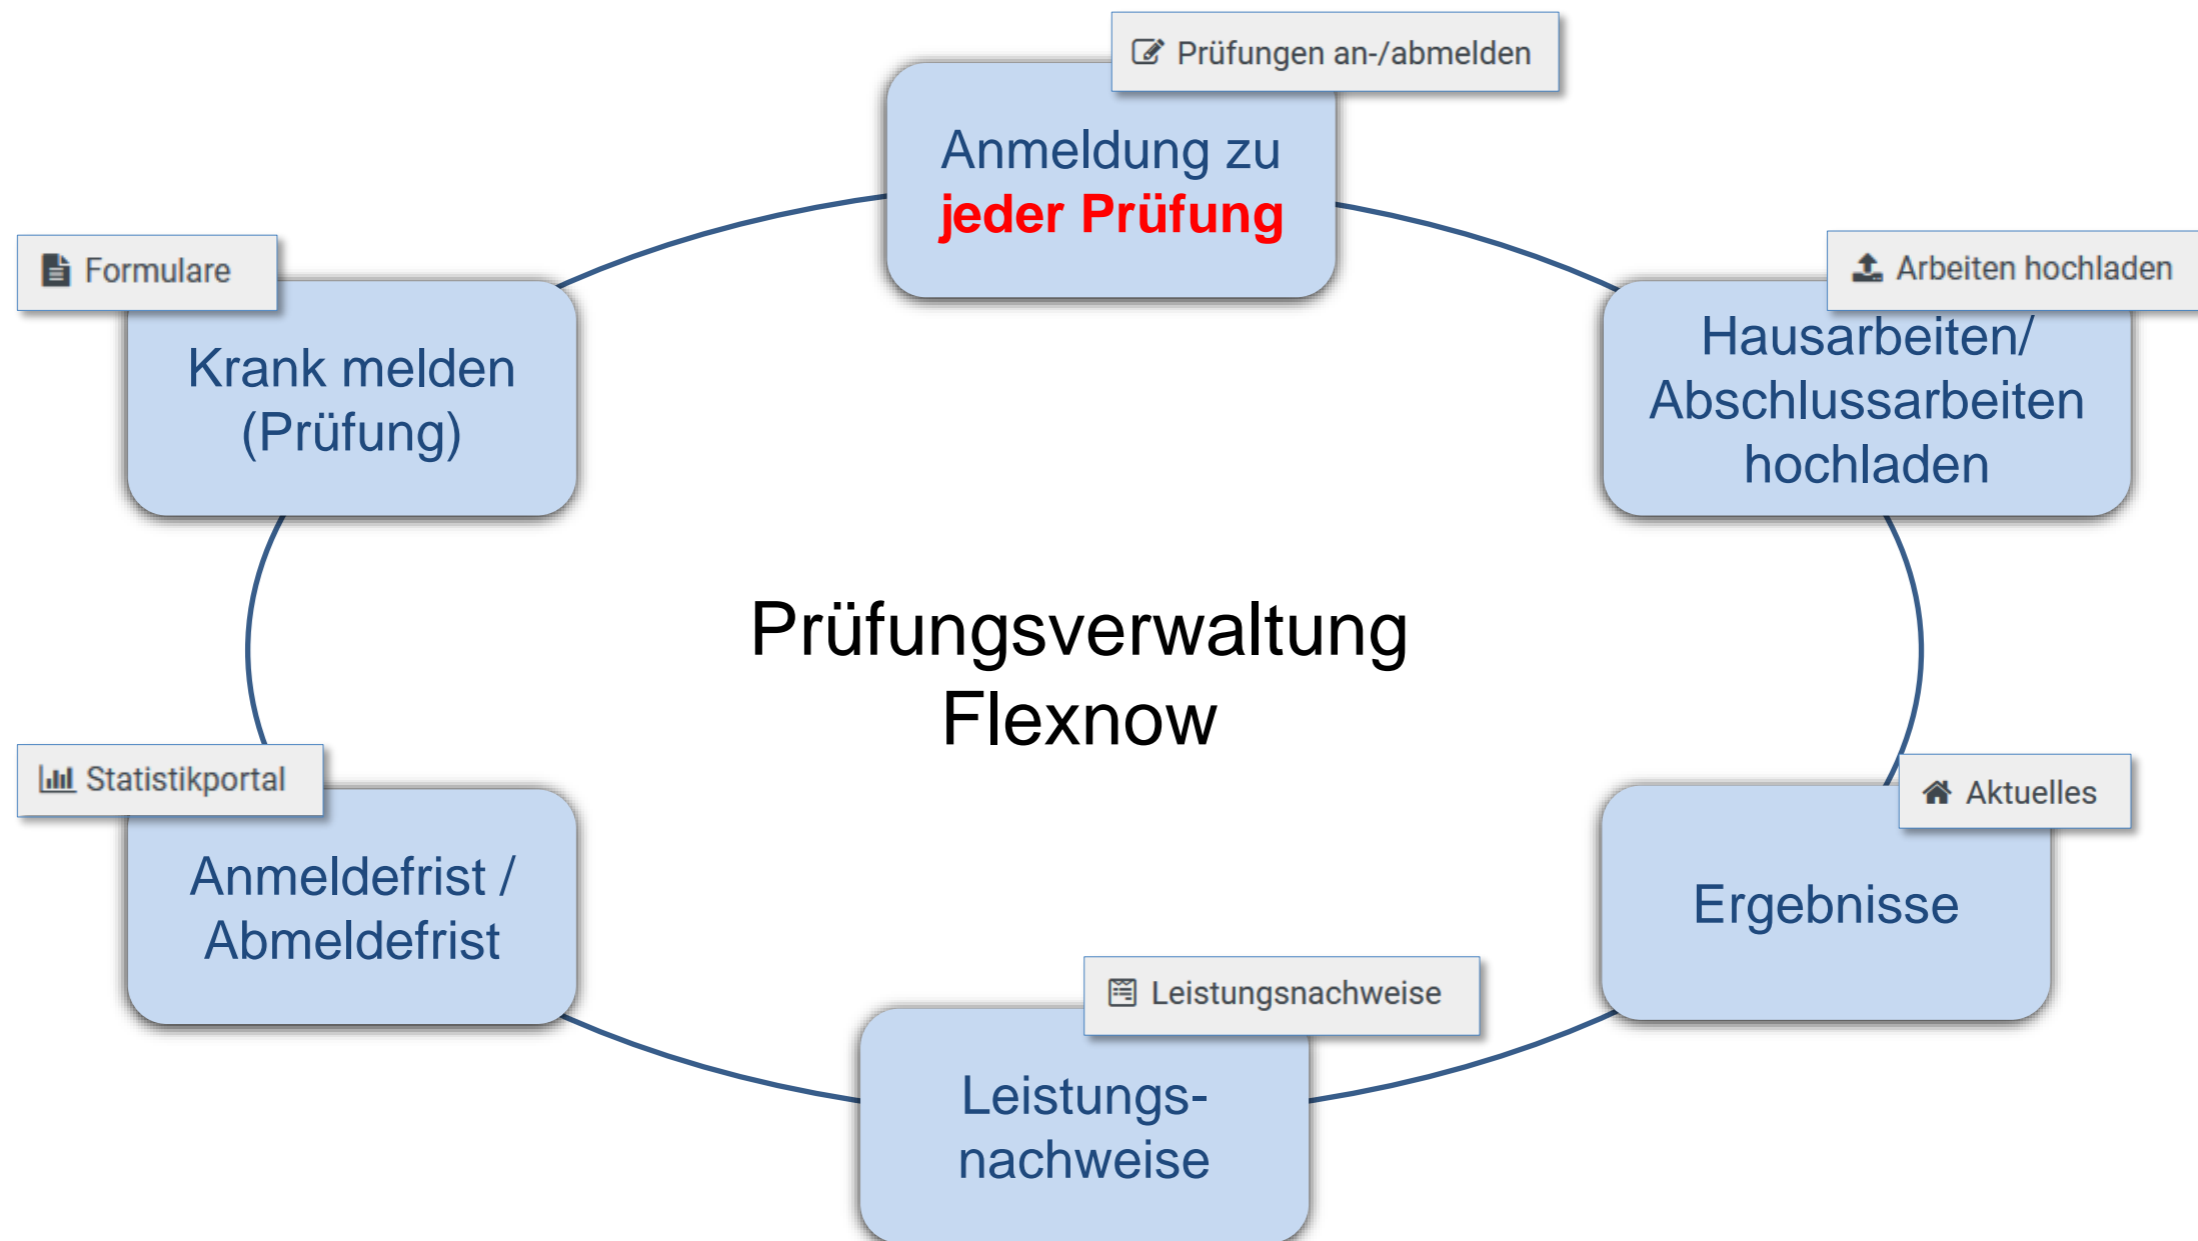 Prüfungen an-/abmelden
Anmeldung zu
jeder Prüfung
Formulare
Krank melden
(Prüfung)
Arbeiten hochladen
Hausarbeiten/
Abschlussarbeiten
hochladen
Prüfungsverwaltung
Flexnow
Statistikportal
Anmeldefrist /
Abmeldefrist
Aktuelles
Ergebnisse
Leistungsnachweise
Leistungs-
nachweise